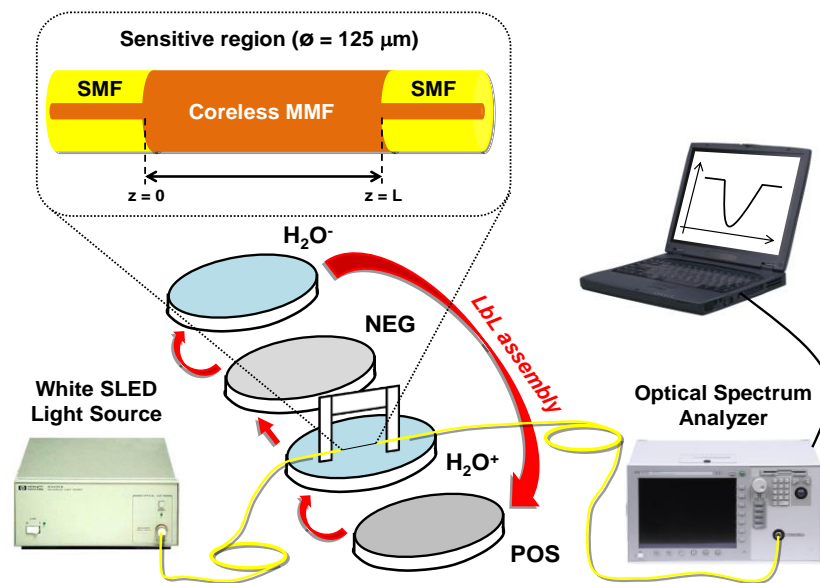 Sensitive region (ø = 125 µm)
SMF
SMF
Coreless MMF
z = 0
z = L
H₂O⁻
NEG
LbL assembly
White SLED
Light Source
Optical Spectrum
Analyzer
H₂O⁺
POS